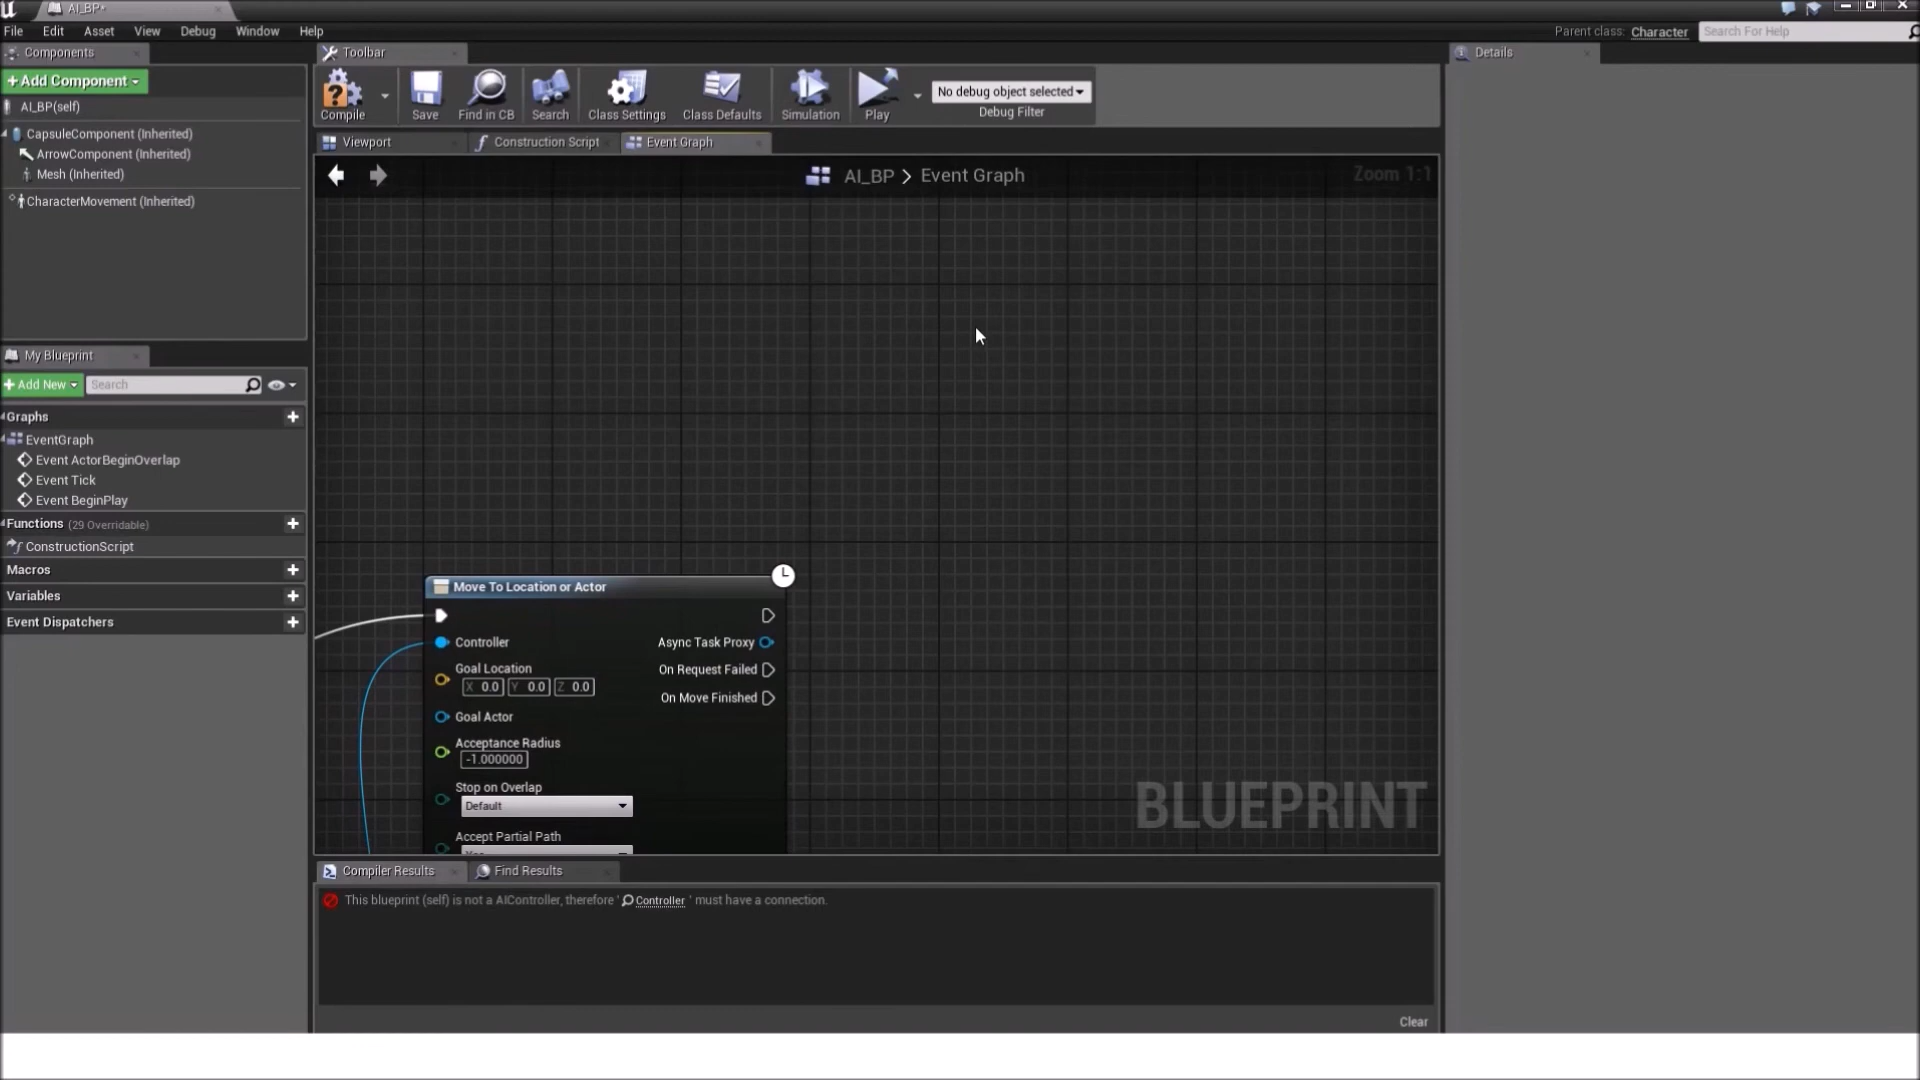 AI_BP*
File Edit Asset View Debug Window Help
Parent class: Character Search For Help
Components
Toolbar
Details
+Add Component
AI_BP(self)
CapsuleComponent (Inherited)
ArrowComponent (Inherited)
Mesh (Inherited)
CharacterMovement (Inherited)
Compile
Save
Find in CB
Search
Class Settings
Class Defaults
Simulation
Play
No debug object selected
Debug Filter
Viewport
Construction Script
Event Graph
AI_BP > Event Graph
Zoom 1:1
My Blueprint
+Add New
Search
Graphs
EventGraph
Event ActorBeginOverlap
Event Tick
Event BeginPlay
Functions (29 Overridable)
ConstructionScript
Macros
Variables
Event Dispatchers
Move To Location or Actor
Controller
Async Task Proxy
Goal Location
X 0.0 Y 0.0 Z 0.0
On Request Failed
On Move Finished
Goal Actor
Acceptance Radius
-1.000000
Stop on Overlap
Default
Accept Partial Path
BLUEPRINT
Compiler Results
Find Results
This blueprint (self) is not a AIController, therefore ' Controller ' must have a connection.
Clear